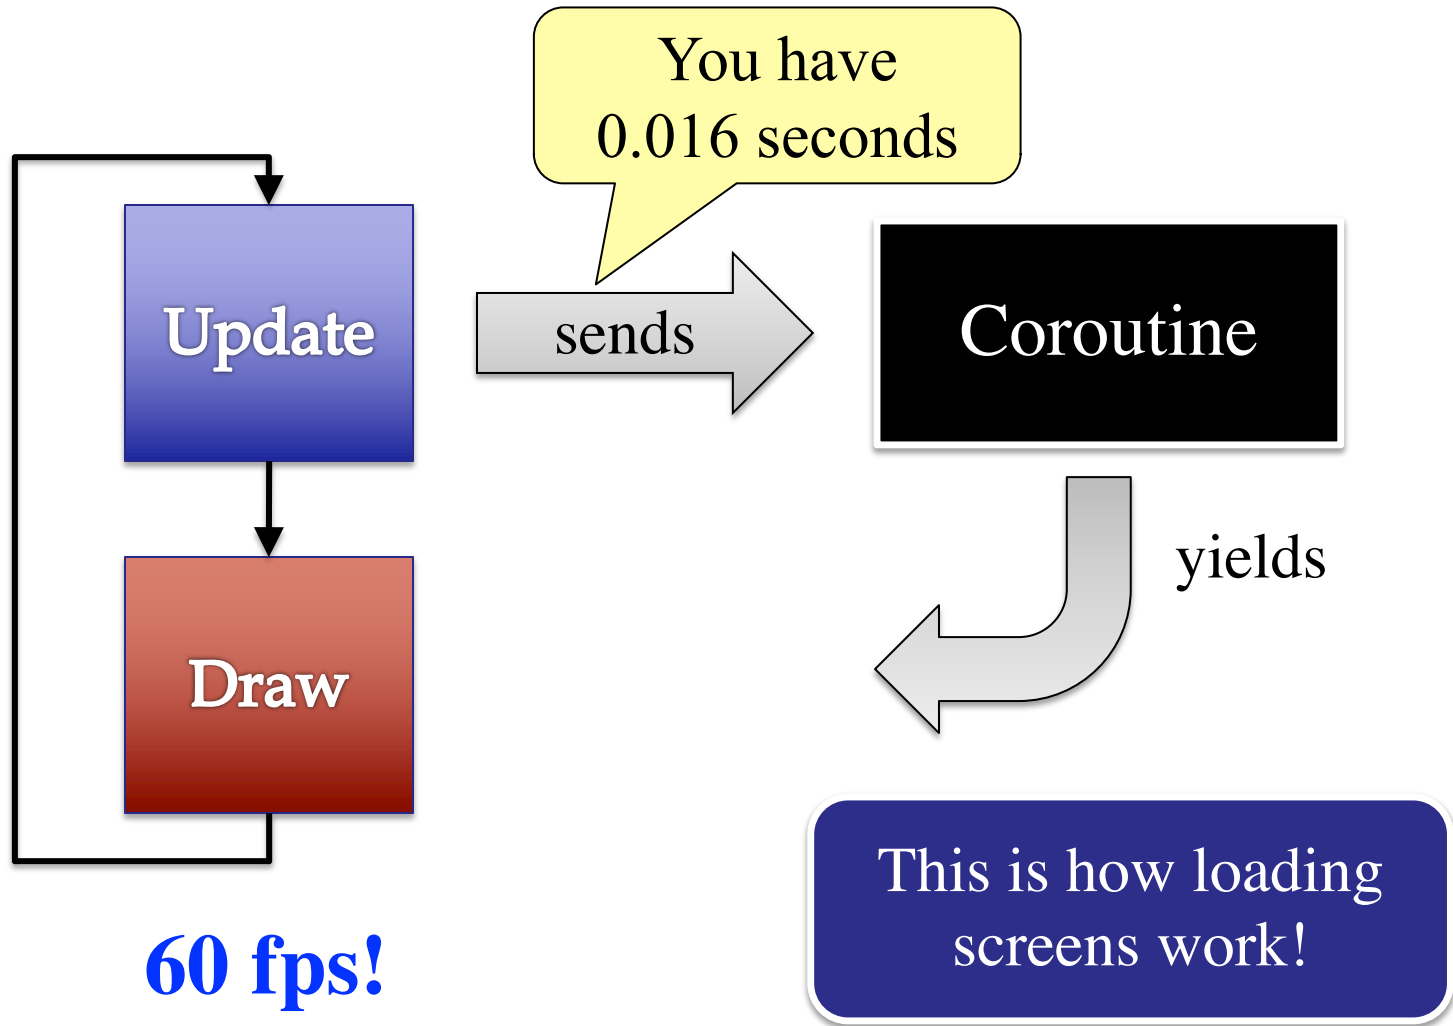 You have
0.016 seconds
Update
sends
Coroutine
yields
Draw
This is how loading
screens work!
60 fps!